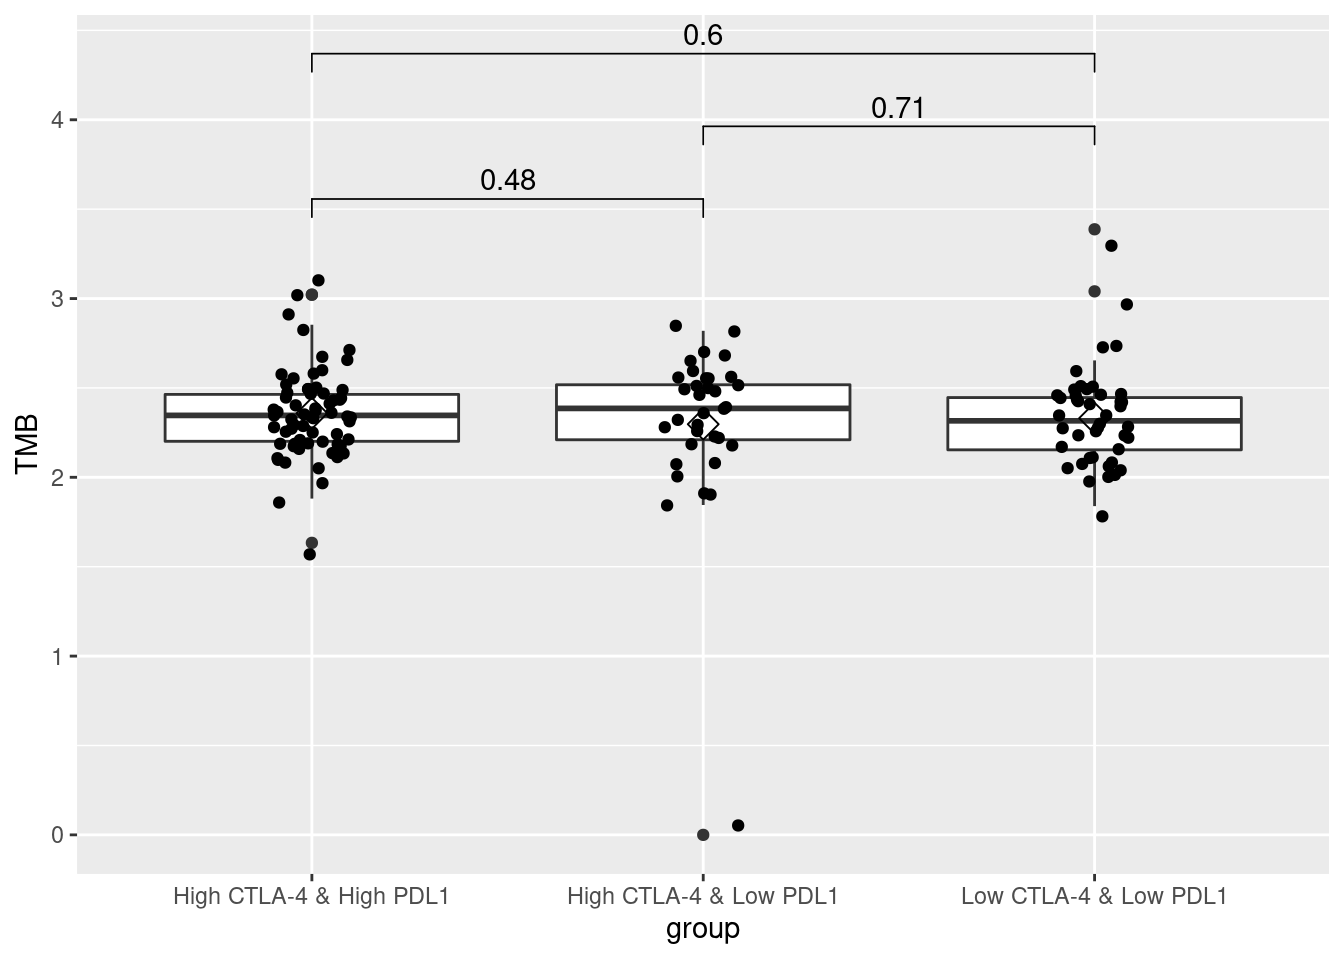 0.6
0.71
0.48
4
3
2
1
0
TMB
High CTLA-4 & High PDL1
High CTLA-4 & Low PDL1
Low CTLA-4 & Low PDL1
group